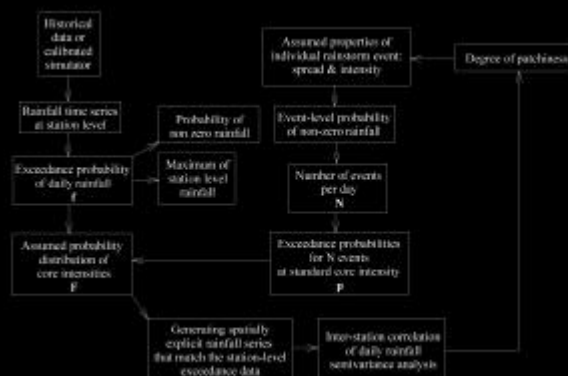 Historical
data or
calibrated
simulator
Assumed properties of
individual rainstorm event:
spread & intensity
Degree of patchiness
Rainfall time series
at station level
Probability of
non zero rainfall
Event-level probability
of non-zero rainfall
Exceedance probability
of daily rainfall
f
Maximum of
station level
rainfall
Number of events
per day
N
Assumed probability
distribution of
core intensities
F
Exceedance probabilities
for N events
at standard core intensity
p
Generating spatially
explicit rainfall series
that match the station-level
exceedance data
Inter-station correlation
of daily rainfall
semivariance analysis